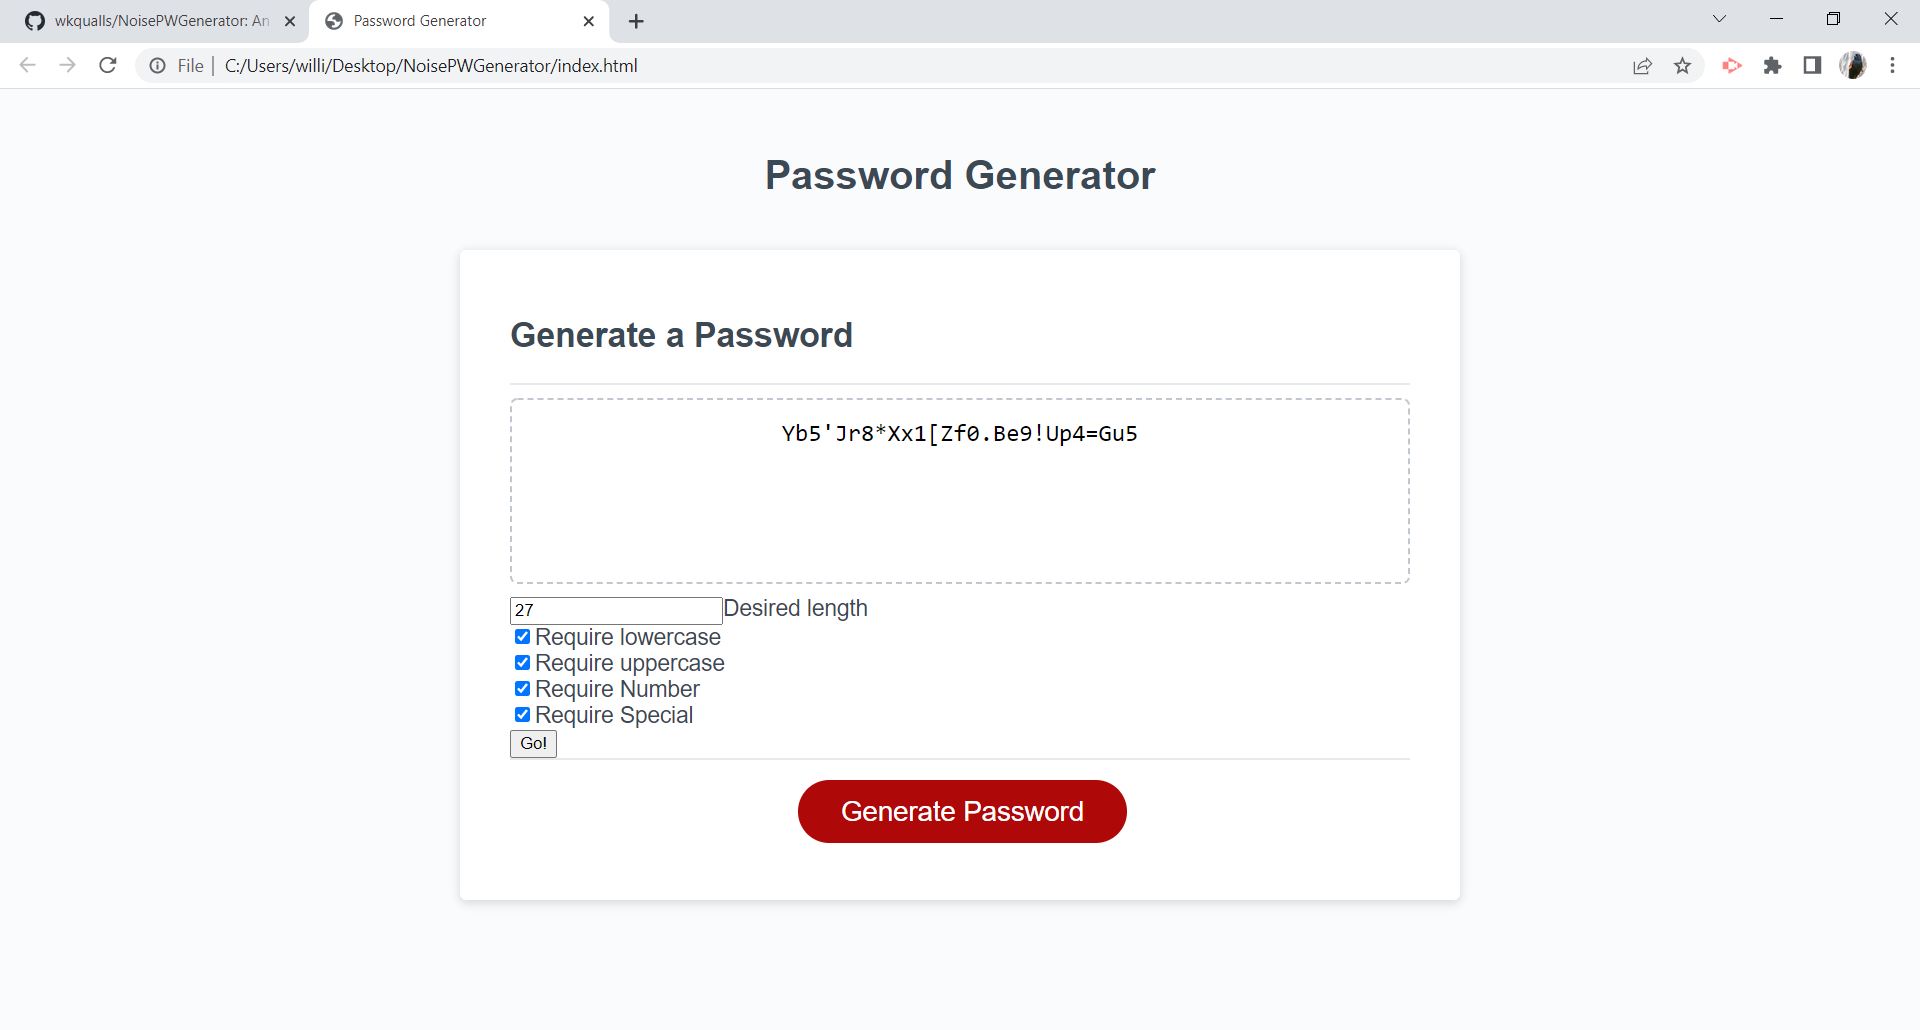 wkqualls/NoisePWGenerator: An
Password Generator
File | C:/Users/willi/Desktop/NoisePWGenerator/index.html
Password Generator
Generate a Password
Yb5'Jr8*Xx1[Zf0.Be9!Up4=Gu5
27 Desired length
Require lowercase
Require uppercase
Require Number
Require Special
Go!
Generate Password